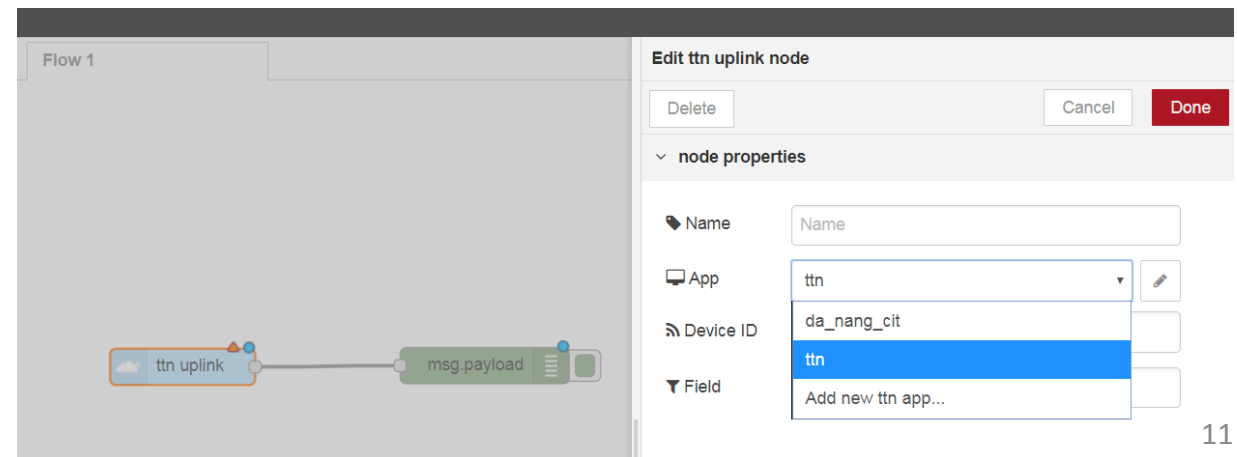 Flow 1
Edit ttn uplink node
Delete
Cancel
Done
node properties
Name
Name
App
ttn
da_nang_cit
Device ID
ttn
Field
Add new ttn app...
ttn uplink
msg.payload
11